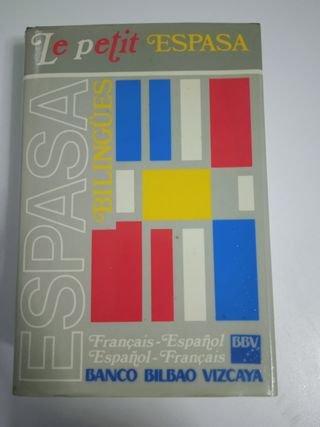 Le petit ESPASA
ESPASA
BILINGÜES
Français-Español
Español-Français
BBV
BANCO BILBAO VIZCAYA